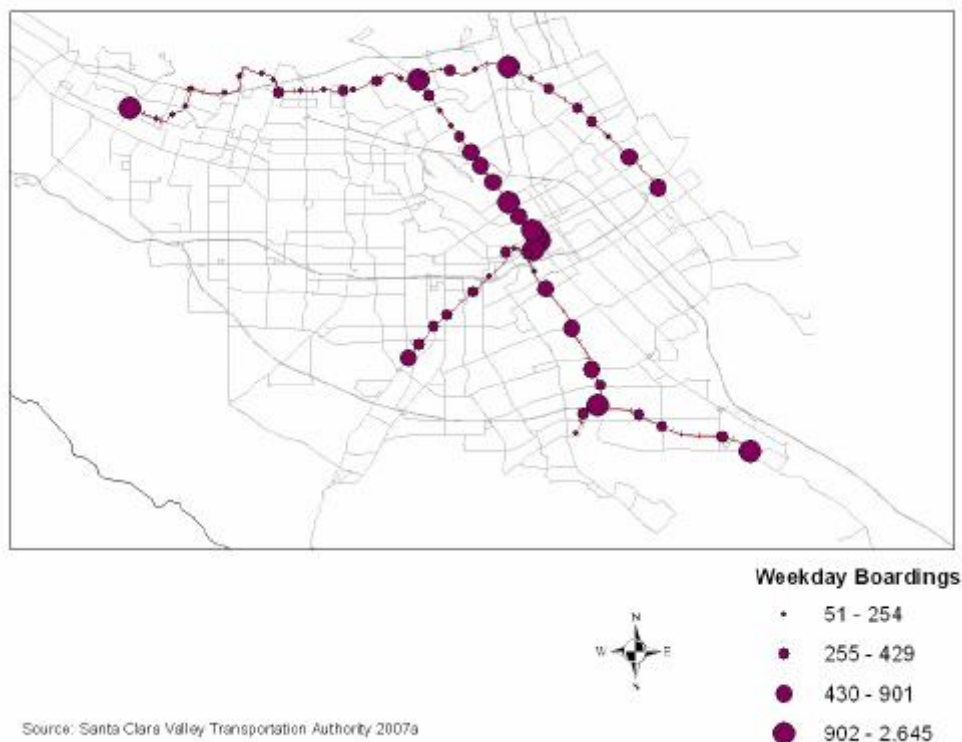 Weekday Boardings
51 - 254
255 - 429
430 - 901
902 - 2.645
N
W E
S
Source: Santa Clara Valley Transportation Authority 2007a